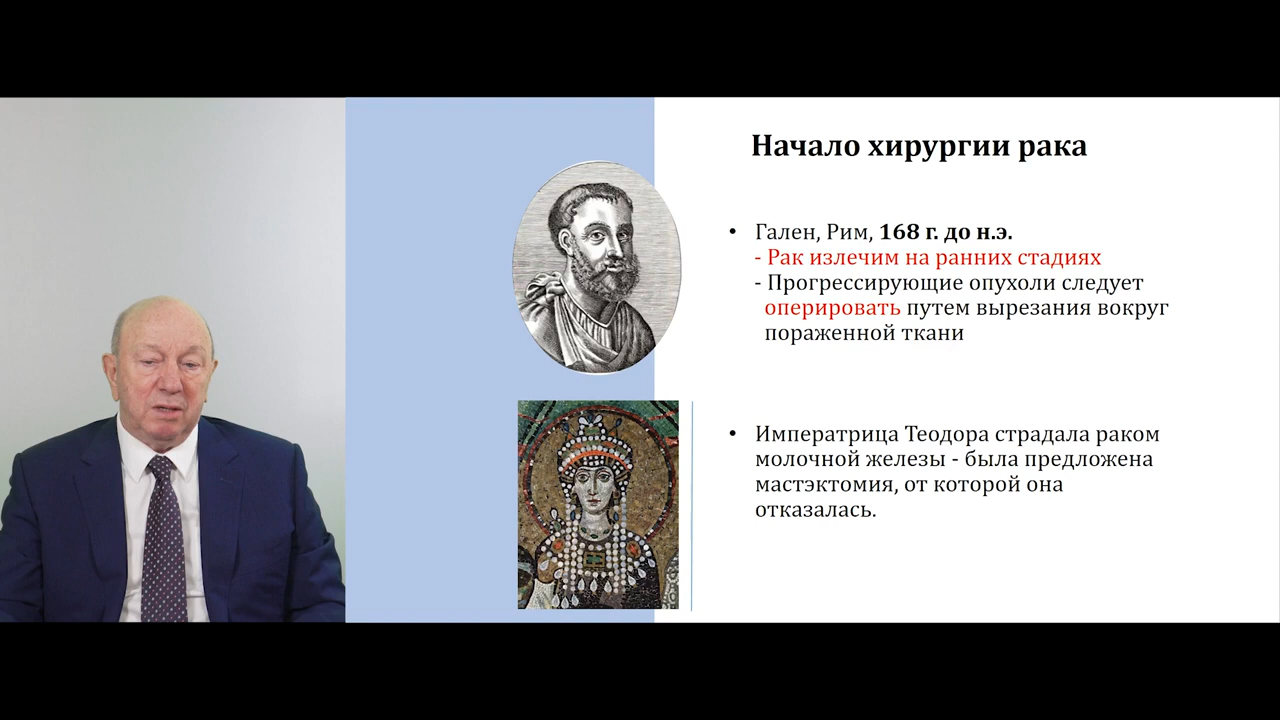 Начало хирургии рака
• Гален, Рим, 168 г. до н.э.
- Рак излечим на ранних стадиях
- Прогрессирующие опухоли следует
оперировать путем вырезания вокруг
пораженной ткани
• Императрица Теодора страдала раком
молочной железы - была предложена
мастэктомия, от которой она
отказалась.